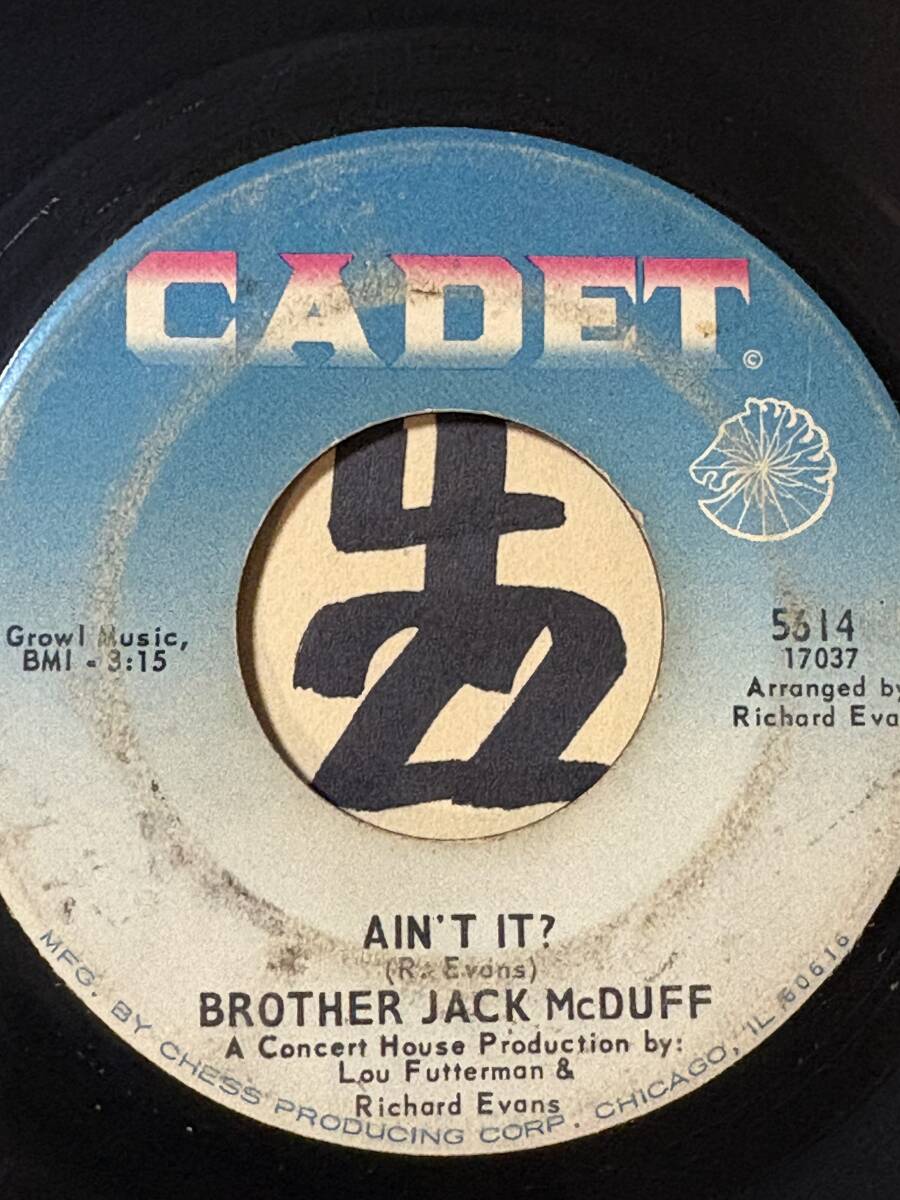 CADET
©
Growl Music,
BMI - 3:15
5614
17037
Arranged by
Richard Eva
AIN'T IT?
(R. Evans)
BROTHER JACK McDUFF
A Concert House Production by:
Lou Futterman &
Richard Evans
MFG. BY CHESS PRODUCING CORP. CHICAGO, IL 60616